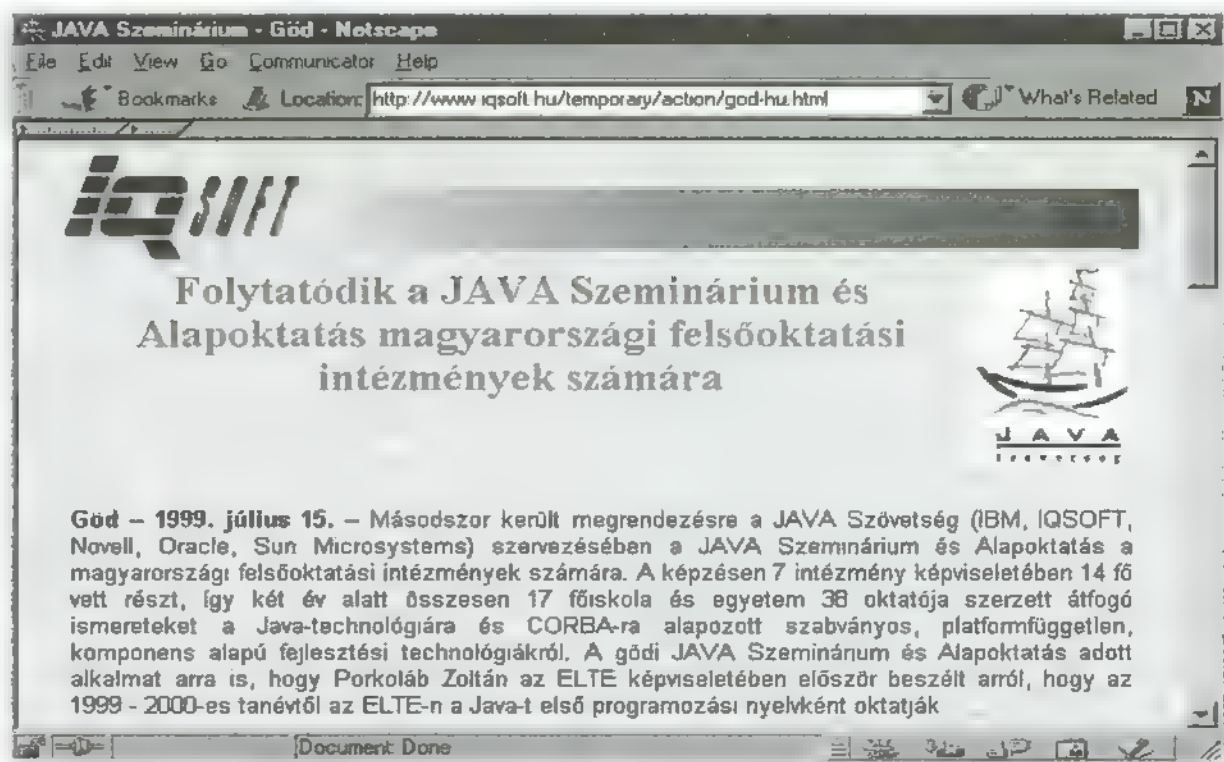 JAVA Szeminárium - Göd - Netscape
File Edit View Go Communicator Help
Bookmarks Location: http://www.iqsoft.hu/temporary/action/god-hu.html What's Related N
iQ SOFT
Folytatódik a JAVA Szeminárium és
Alapoktatás magyarországi felsőoktatási
intézmények számára
JAVA
Szövetség
Göd – 1999. július 15. – Másodszor került megrendezésre a JAVA Szövetség (IBM, IQSOFT,
Novell, Oracle, Sun Microsystems) szervezésében a JAVA Szeminárium és Alapoktatás a
magyarországi felsőoktatási intézmények számára. A képzésen 7 intézmény képviseletében 14 fő
vett részt, így két év alatt összesen 17 főiskola és egyetem 38 oktatója szerzett átfogó
ismereteket a Java-technológiára és CORBA-ra alapozott szabványos, platformfüggetlen,
komponens alapú fejlesztési technológiákról. A gödi JAVA Szeminárium és Alapoktatás adott
alkalmat arra is, hogy Porkoláb Zoltán az ELTE képviseletében először beszélt arról, hogy az
1999 - 2000-es tanévtől az ELTE-n a Java-t első programozási nyelvként oktatják
Document: Done